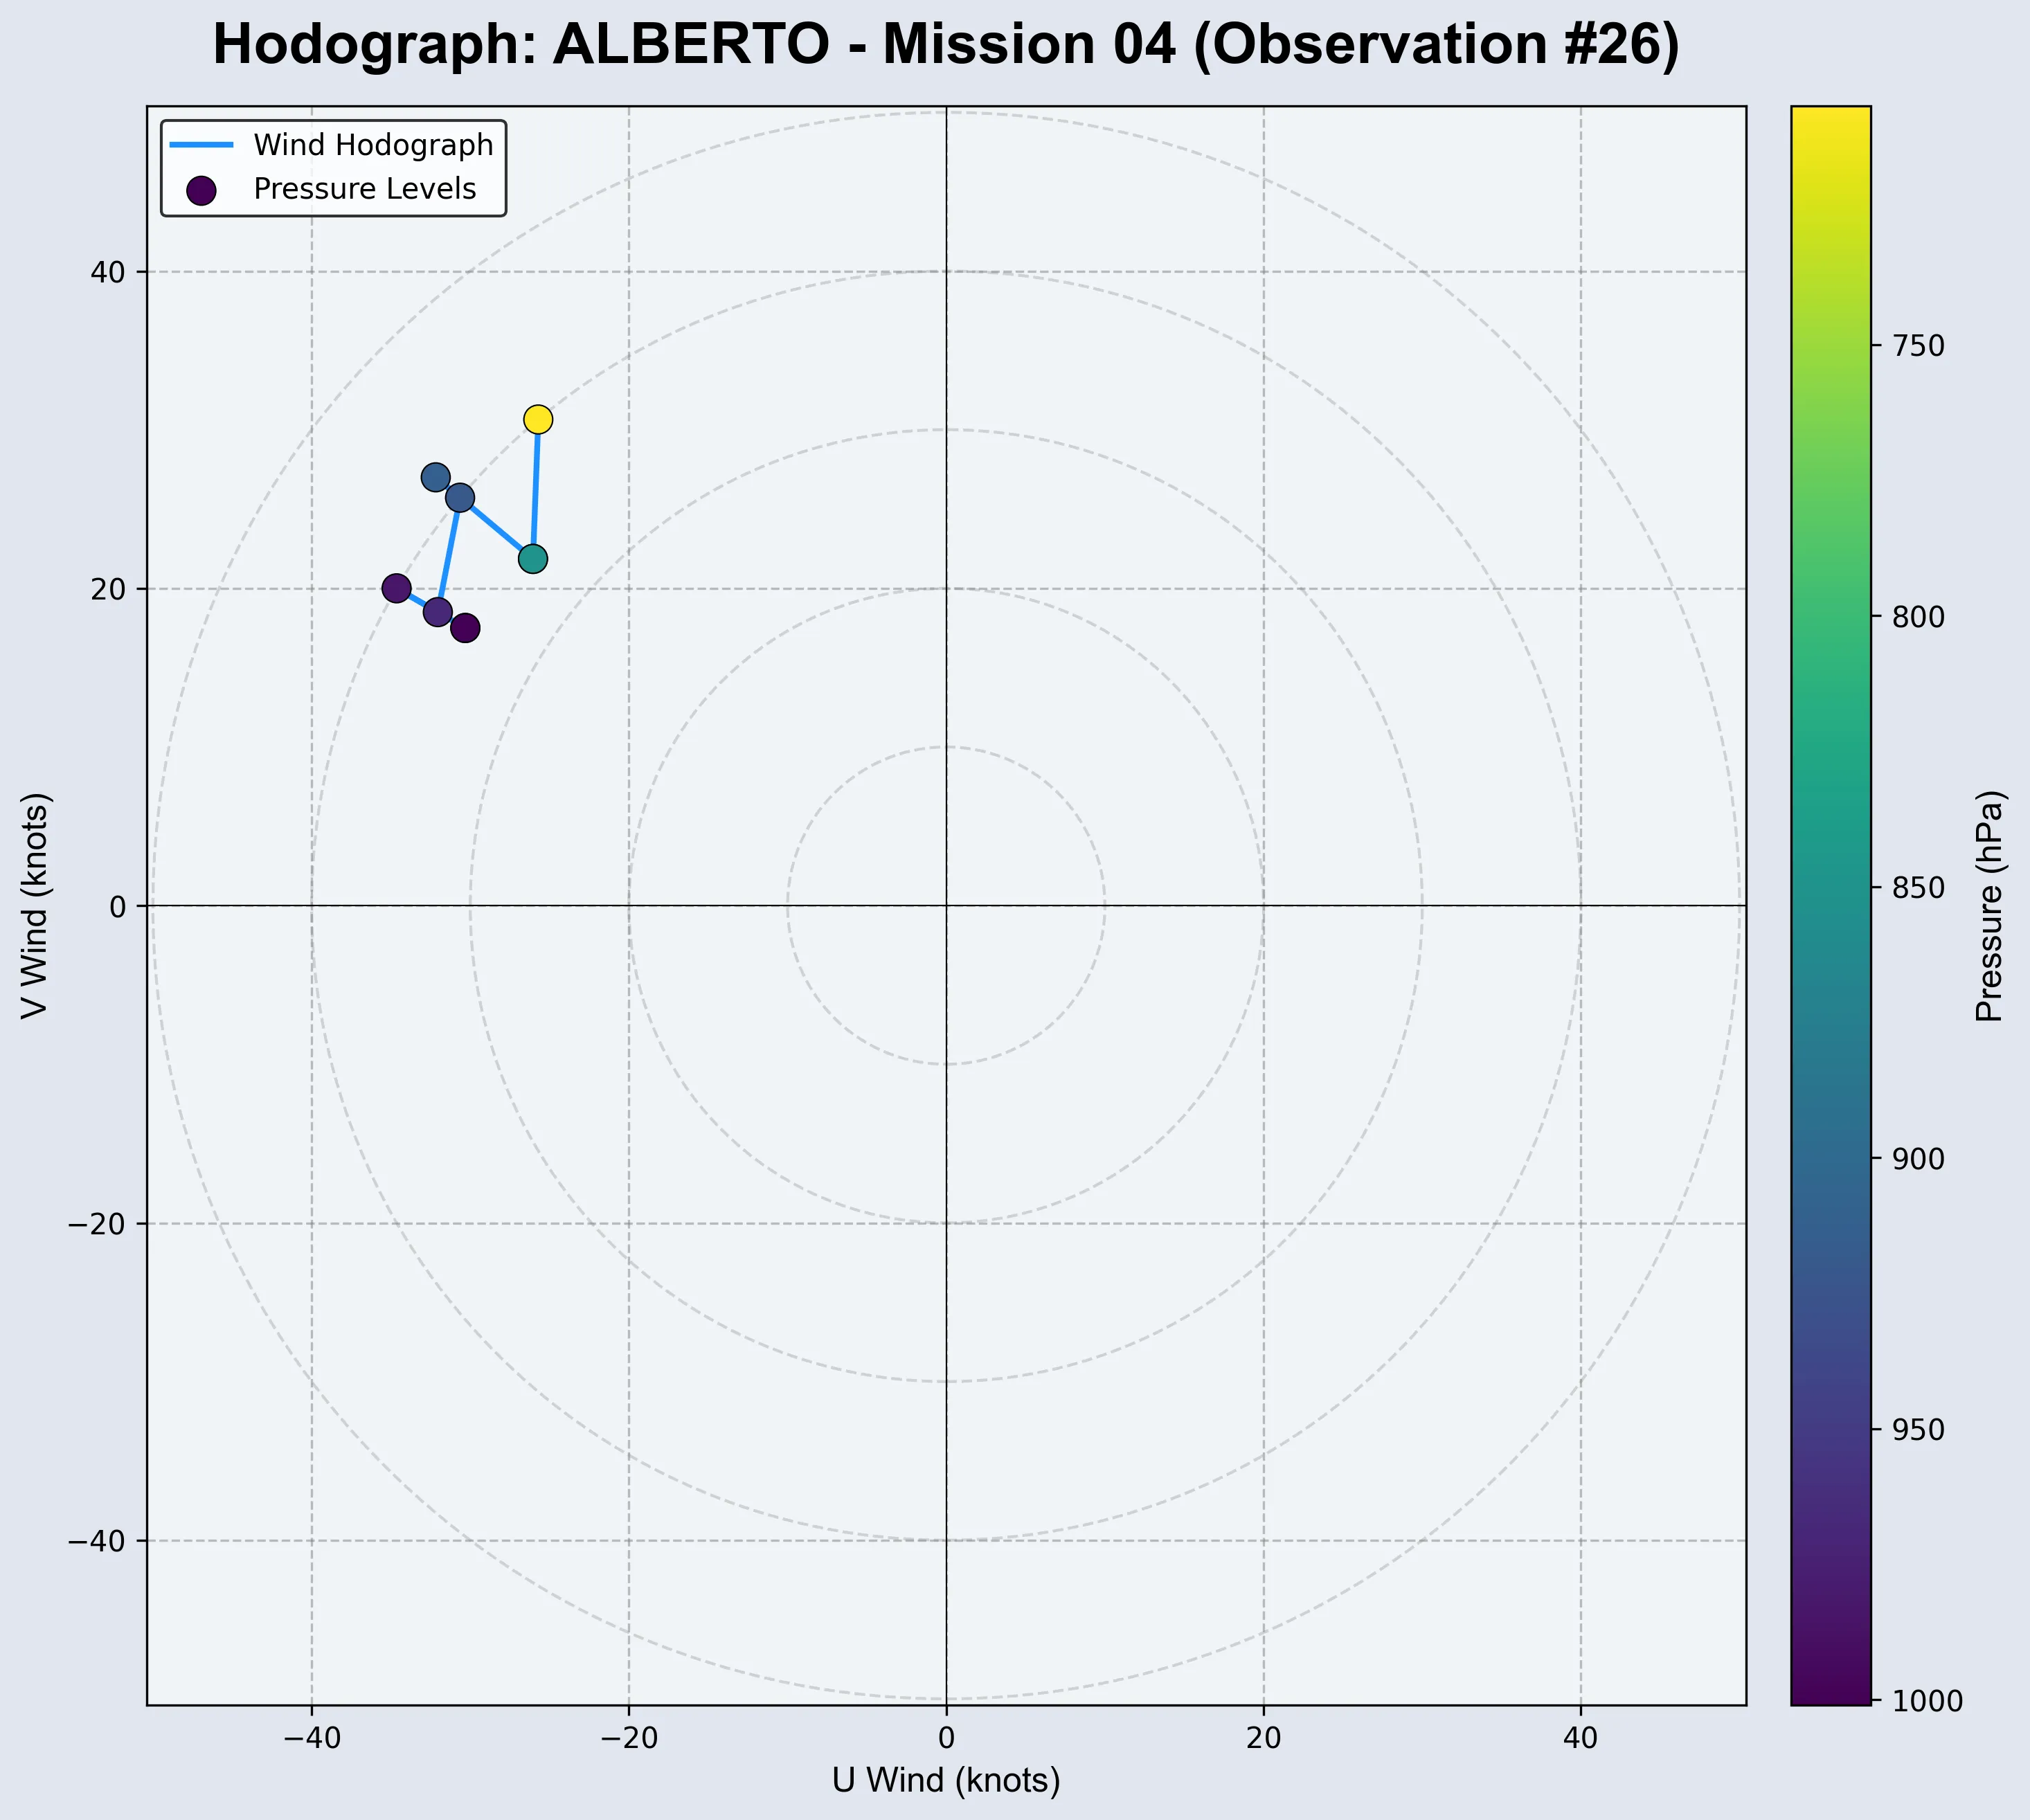 Hodograph: ALBERTO - Mission 04 (Observation #26)
Wind Hodograph
Pressure Levels
40
20
0
−20
−40
V Wind (knots)
−40
−20
0
20
40
U Wind (knots)
750
800
850
900
950
1000
Pressure (hPa)